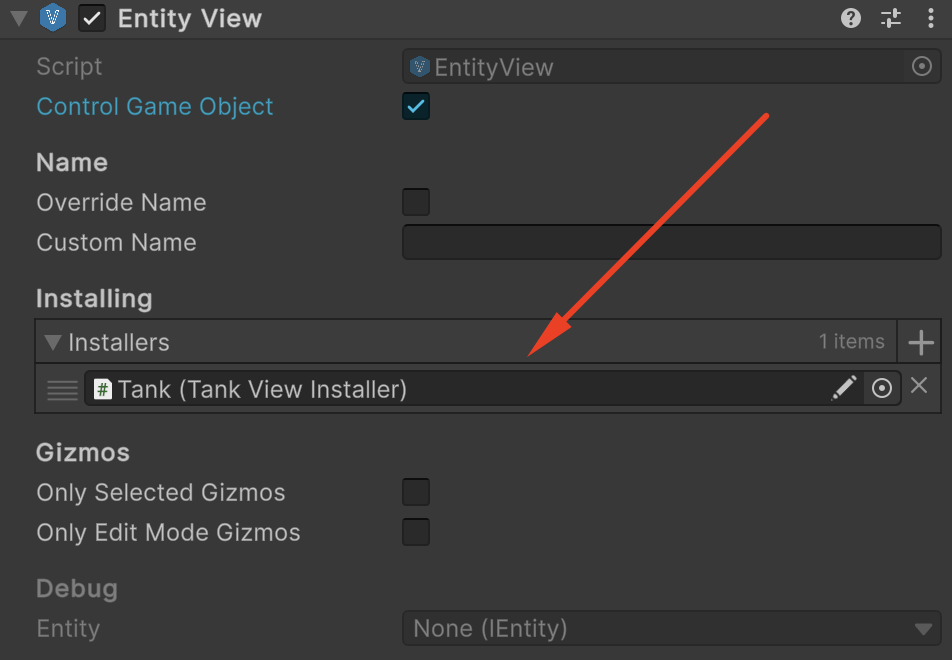 Entity View
Script EntityView
Control Game Object
Name
Override Name
Custom Name
Installing
Installers 1 items
Tank (Tank View Installer)
Gizmos
Only Selected Gizmos
Only Edit Mode Gizmos
Debug
Entity None (IEntity)